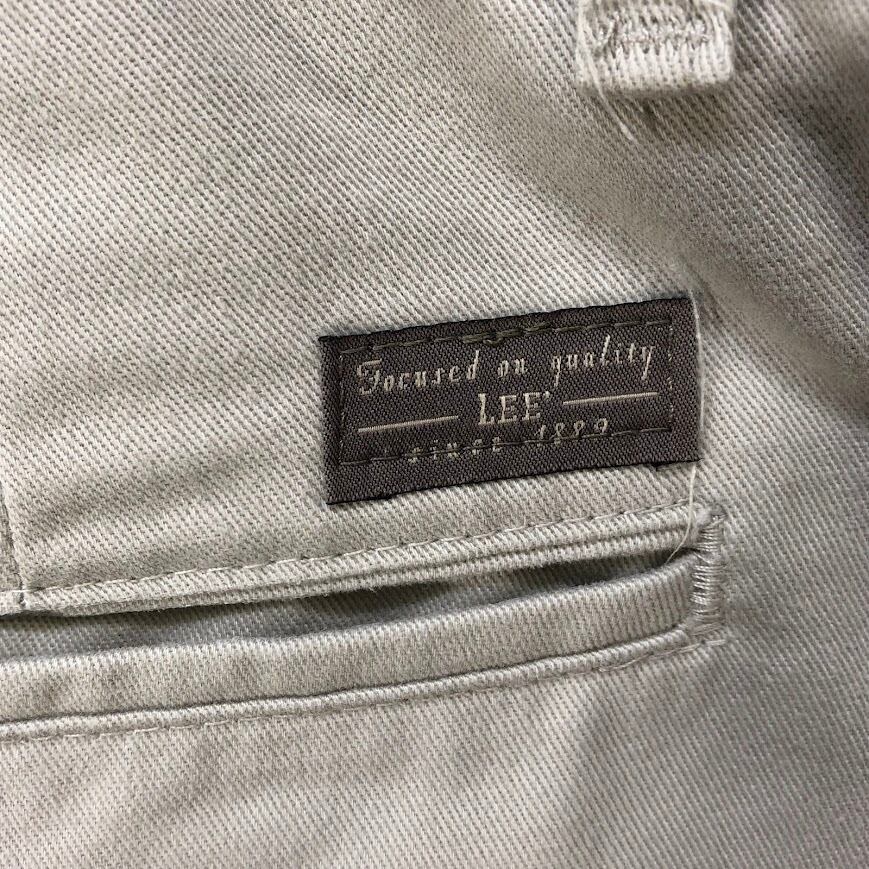 Focused on quality
LEE®
since 1889